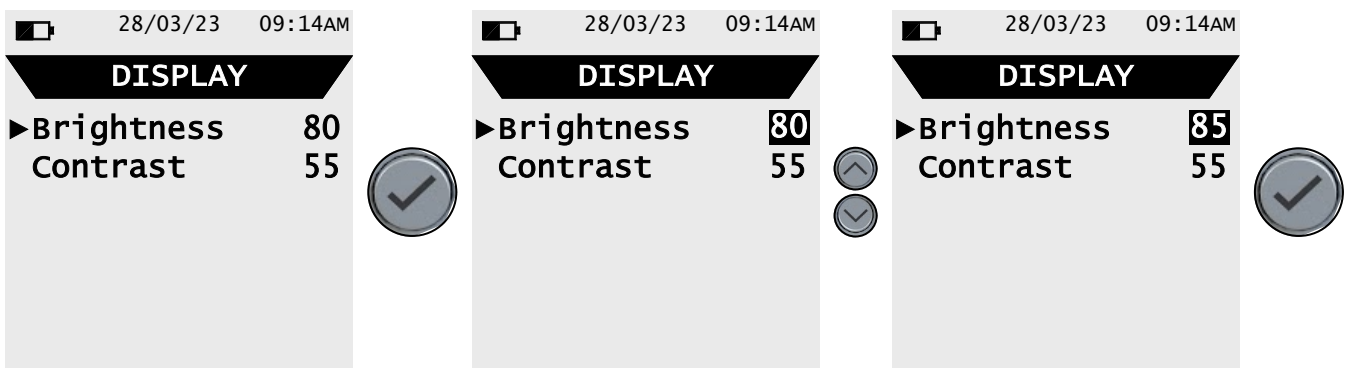 28/03/23 09:14AM
DISPLAY
▶Brightness 80
Contrast 55
28/03/23 09:14AM
DISPLAY
▶Brightness 80
Contrast 55
28/03/23 09:14AM
DISPLAY
▶Brightness 85
Contrast 55